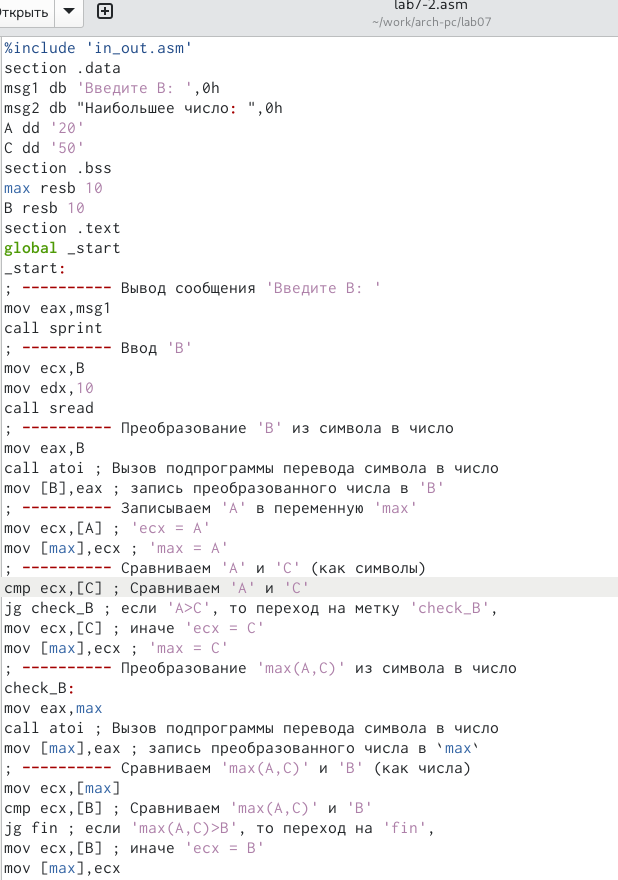 Открыть
lab7-2.asm
~/work/arch-pc/lab07
%include 'in_out.asm'
section .data
msg1 db 'Введите B: ',0h
msg2 db "Наибольшее число: ",0h
A dd '20'
C dd '50'
section .bss
max resb 10
B resb 10
section .text
global _start
_start:
; ---------- Вывод сообщения 'Введите B: '
mov eax,msg1
call sprint
; ---------- Ввод 'B'
mov ecx,B
mov edx,10
call sread
; ---------- Преобразование 'B' из символа в число
mov eax,B
call atoi ; Вызов подпрограммы перевода символа в число
mov [B],eax ; запись преобразованного числа в 'B'
; ---------- Записываем 'A' в переменную 'max'
mov ecx,[A] ; 'ecx = A'
mov [max],ecx ; 'max = A'
; ---------- Сравниваем 'A' и 'C' (как символы)
cmp ecx,[C] ; Сравниваем 'A' и 'C'
jg check_B ; если 'A>C', то переход на метку 'check_B',
mov ecx,[C] ; иначе 'ecx = C'
mov [max],ecx ; 'max = C'
; ---------- Преобразование 'max(A,C)' из символа в число
check_B:
mov eax,max
call atoi ; Вызов подпрограммы перевода символа в число
mov [max],eax ; запись преобразованного числа в `max`
; ---------- Сравниваем 'max(A,C)' и 'B' (как числа)
mov ecx,[max]
cmp ecx,[B] ; Сравниваем 'max(A,C)' и 'B'
jg fin ; если 'max(A,C)>B', то переход на 'fin',
mov ecx,[B] ; иначе 'ecx = B'
mov [max],ecx